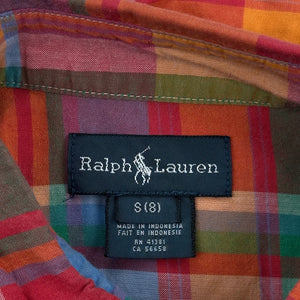 Ralph Lauren
S (8)
MADE IN INDONESIA
FAIT EN INDONESIE
RN 41381
CA 56658